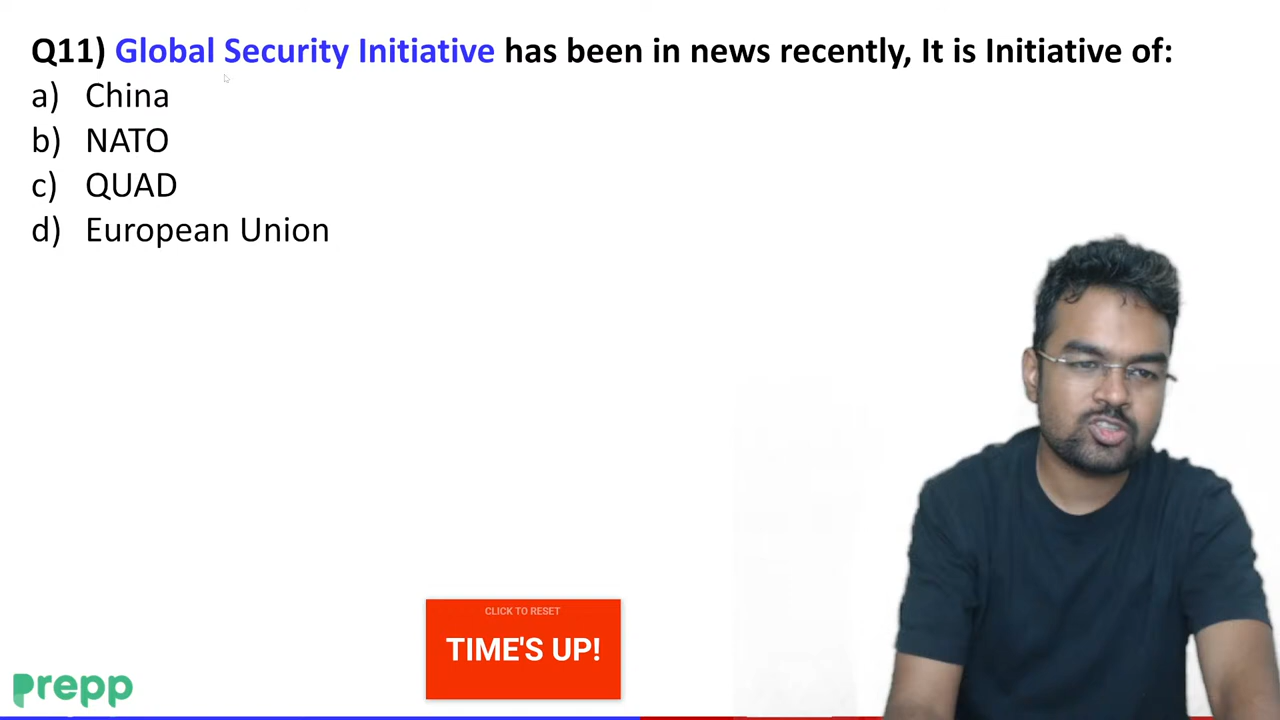 Q11) Global Security Initiative has been in news recently, It is Initiative of:
a) China
b) NATO
c) QUAD
d) European Union
CLICK TO RESET
TIME'S UP!
prepp